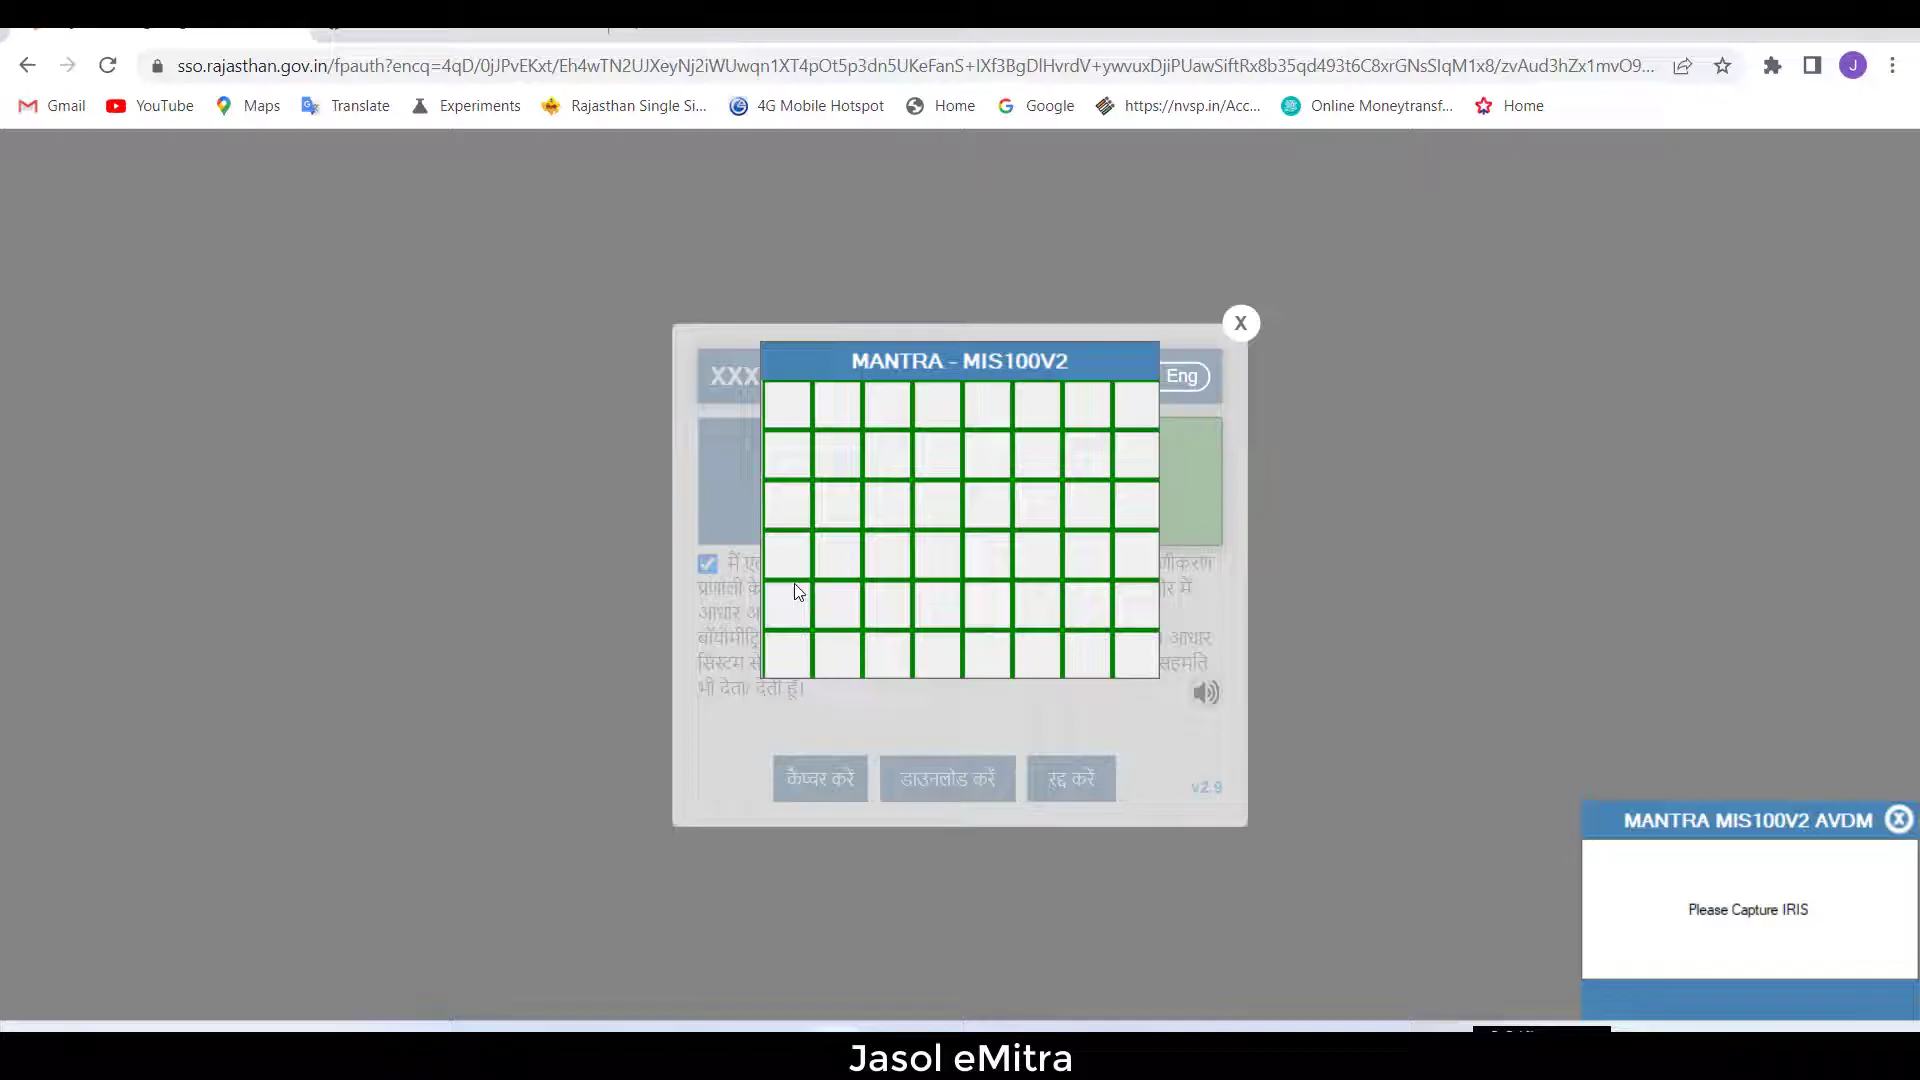 sso.rajasthan.gov.in/fpauth?encq=4qD/0jJPvEKxt/Eh4wTN2UJXeyNj2iWUwqn1XT4pOt5p3dn5UKeFanS+IXf3BgDlHvrdV+ywvuxDjiPUawSiftRx8b35qd493t6C8xrGNsSIqM1x8/zvAud3hZx1mvO9...
J
Gmail YouTube Maps Translate Experiments Rajasthan Single Si... 4G Mobile Hotspot Home Google https://nvsp.in/Acc... Online Moneytransf... Home
X
MANTRA - MIS100V2
XXX Eng
मैं
प्रणाली के र में
आधार
आधार
सिस्टम से सहमति
भी देता/ देती हूँ।
कैप्चर करें डाउनलोड करें रद्द करें v2.9
MANTRA MIS100V2 AVDM X
Please Capture IRIS
Jasol eMitra